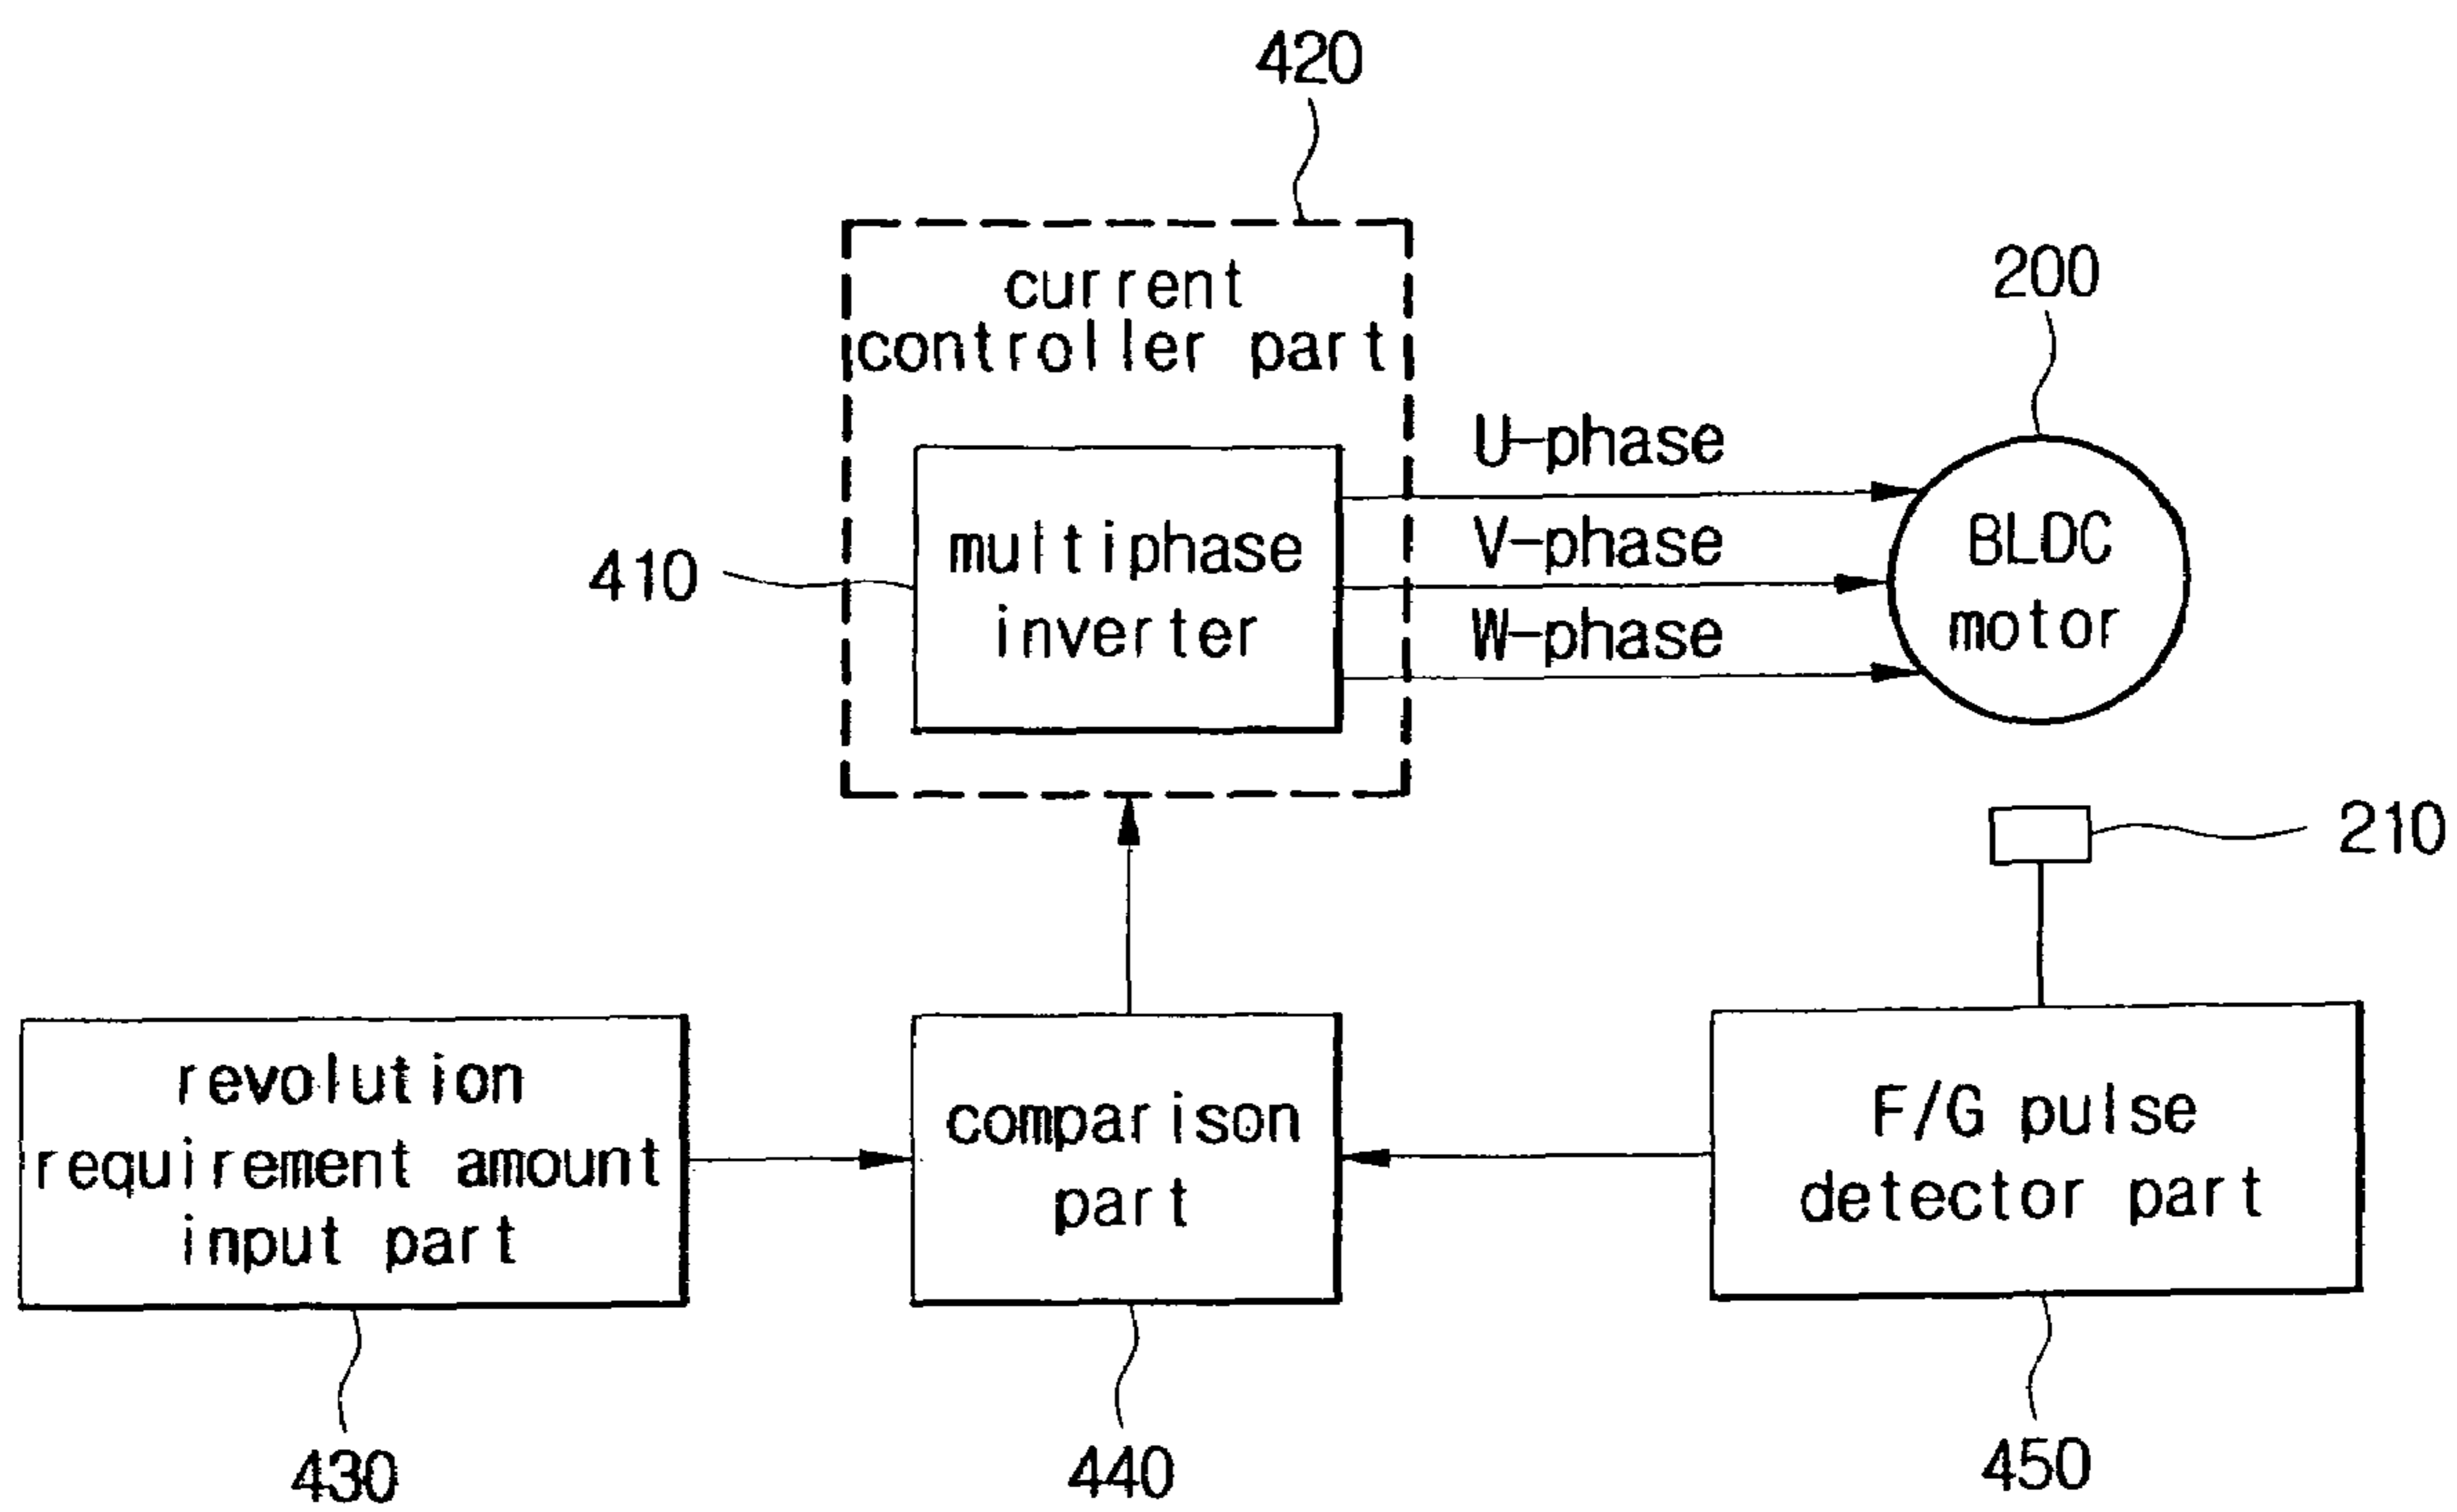 420
current
controller part
200
U-phase
V-phase
W-phase
multiphase
inverter
410
BLDC
motor
210
revolution
requirement amount
input part
comparison
part
F/G pulse
detector part
430
440
450